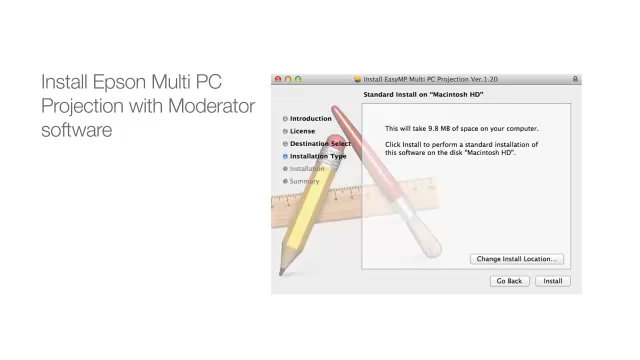 Install Epson Multi PC
Projection with Moderator
software
Install EasyMP Multi PC Projection Ver.1.20
Standard Install on “Macintosh HD”
Introduction
License
Destination Select
Installation Type
Installation
Summary
This will take 9.8 MB of space on your computer.
Click Install to perform a standard installation of
this software on the disk “Macintosh HD”.
Change Install Location...
Go Back
Install